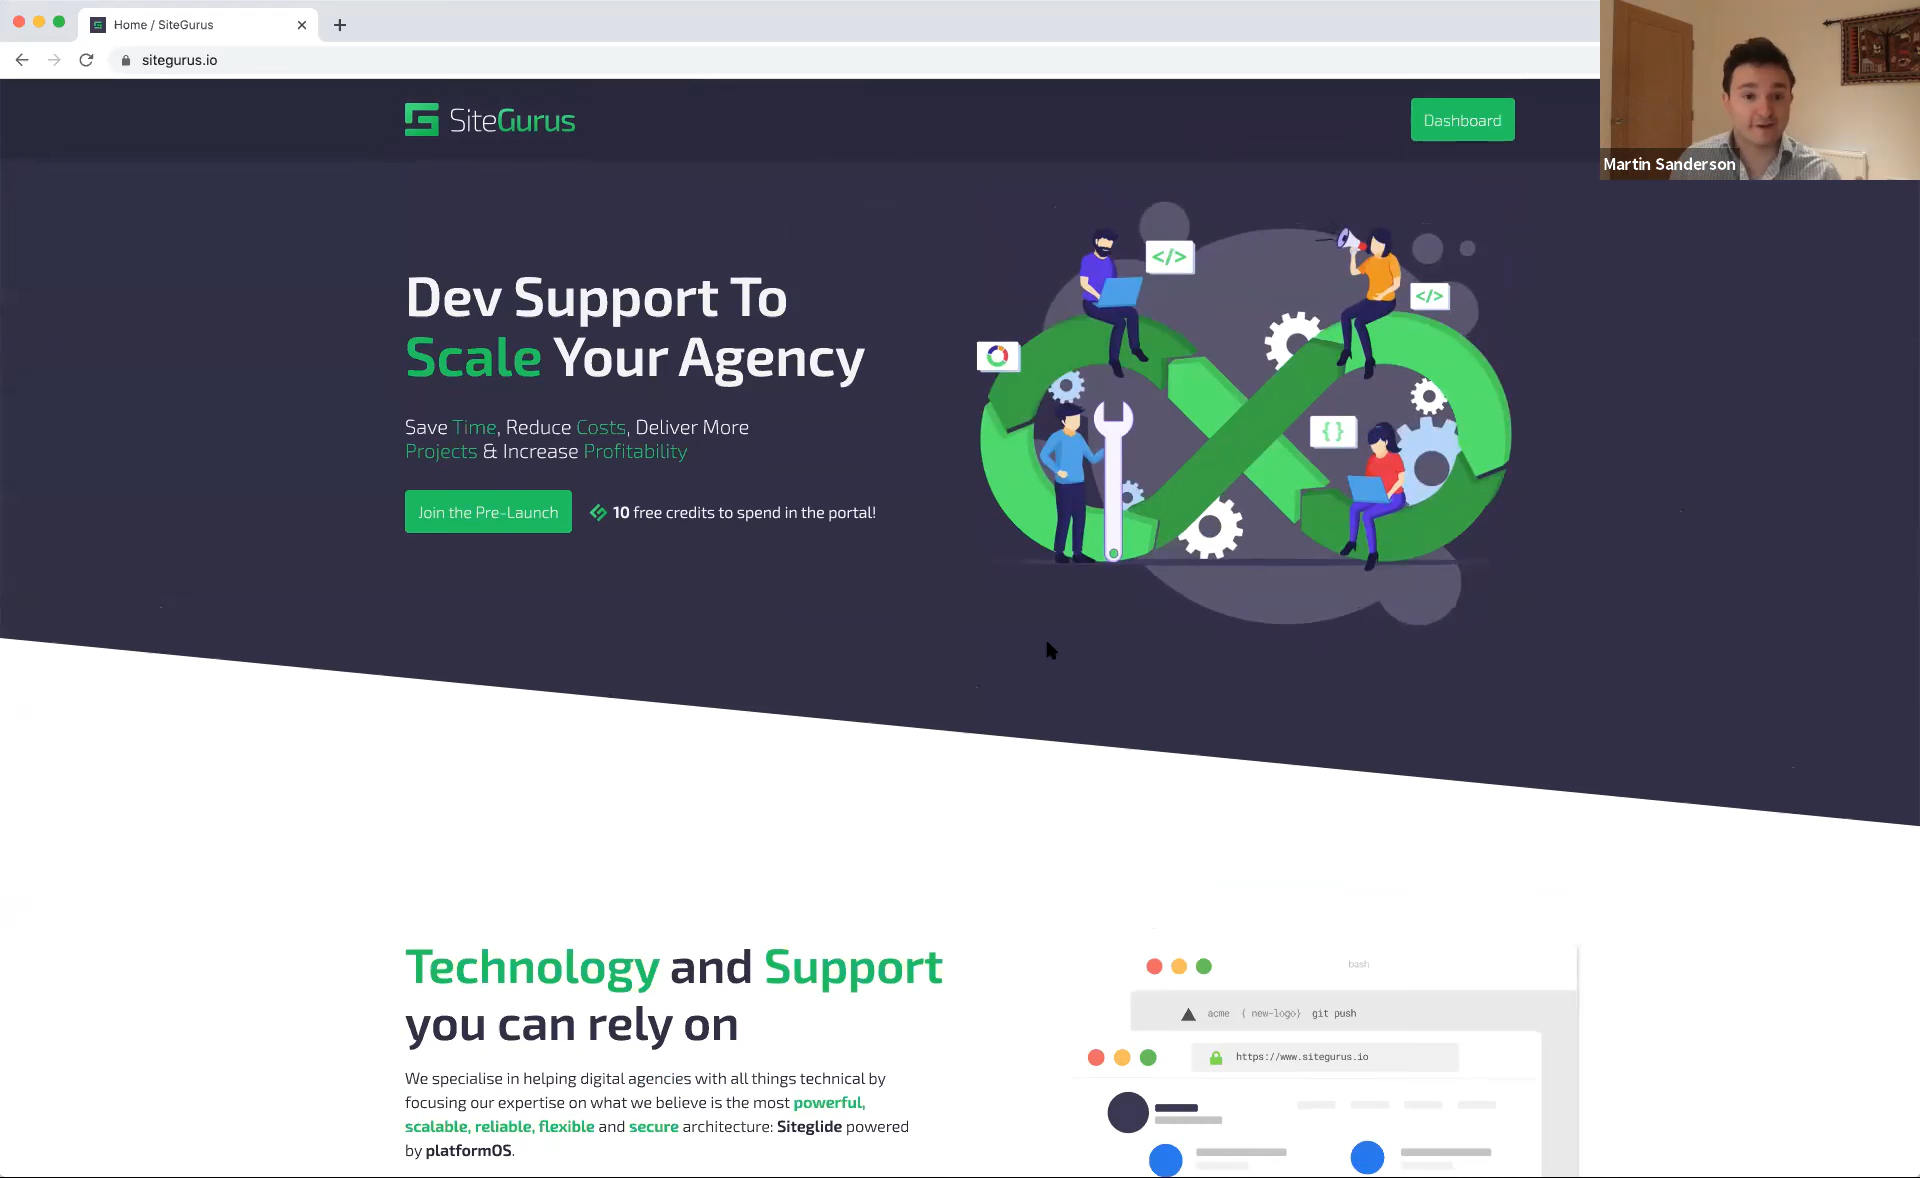 Home / SiteGurus
sitegurus.io
Martin Sanderson
SiteGurus
Dashboard
</>
</>
{ }
Dev Support To
Scale Your Agency
Save Time, Reduce Costs, Deliver More
Projects & Increase Profitability
Join the Pre-Launch
10 free credits to spend in the portal!
Technology and Support
you can rely on
We specialise in helping digital agencies with all things technical by
focusing our expertise on what we believe is the most powerful,
scalable, reliable, flexible and secure architecture: Siteglide powered
by platformOS.
bash
acme { new-logo} git push
https://www.sitegurus.io